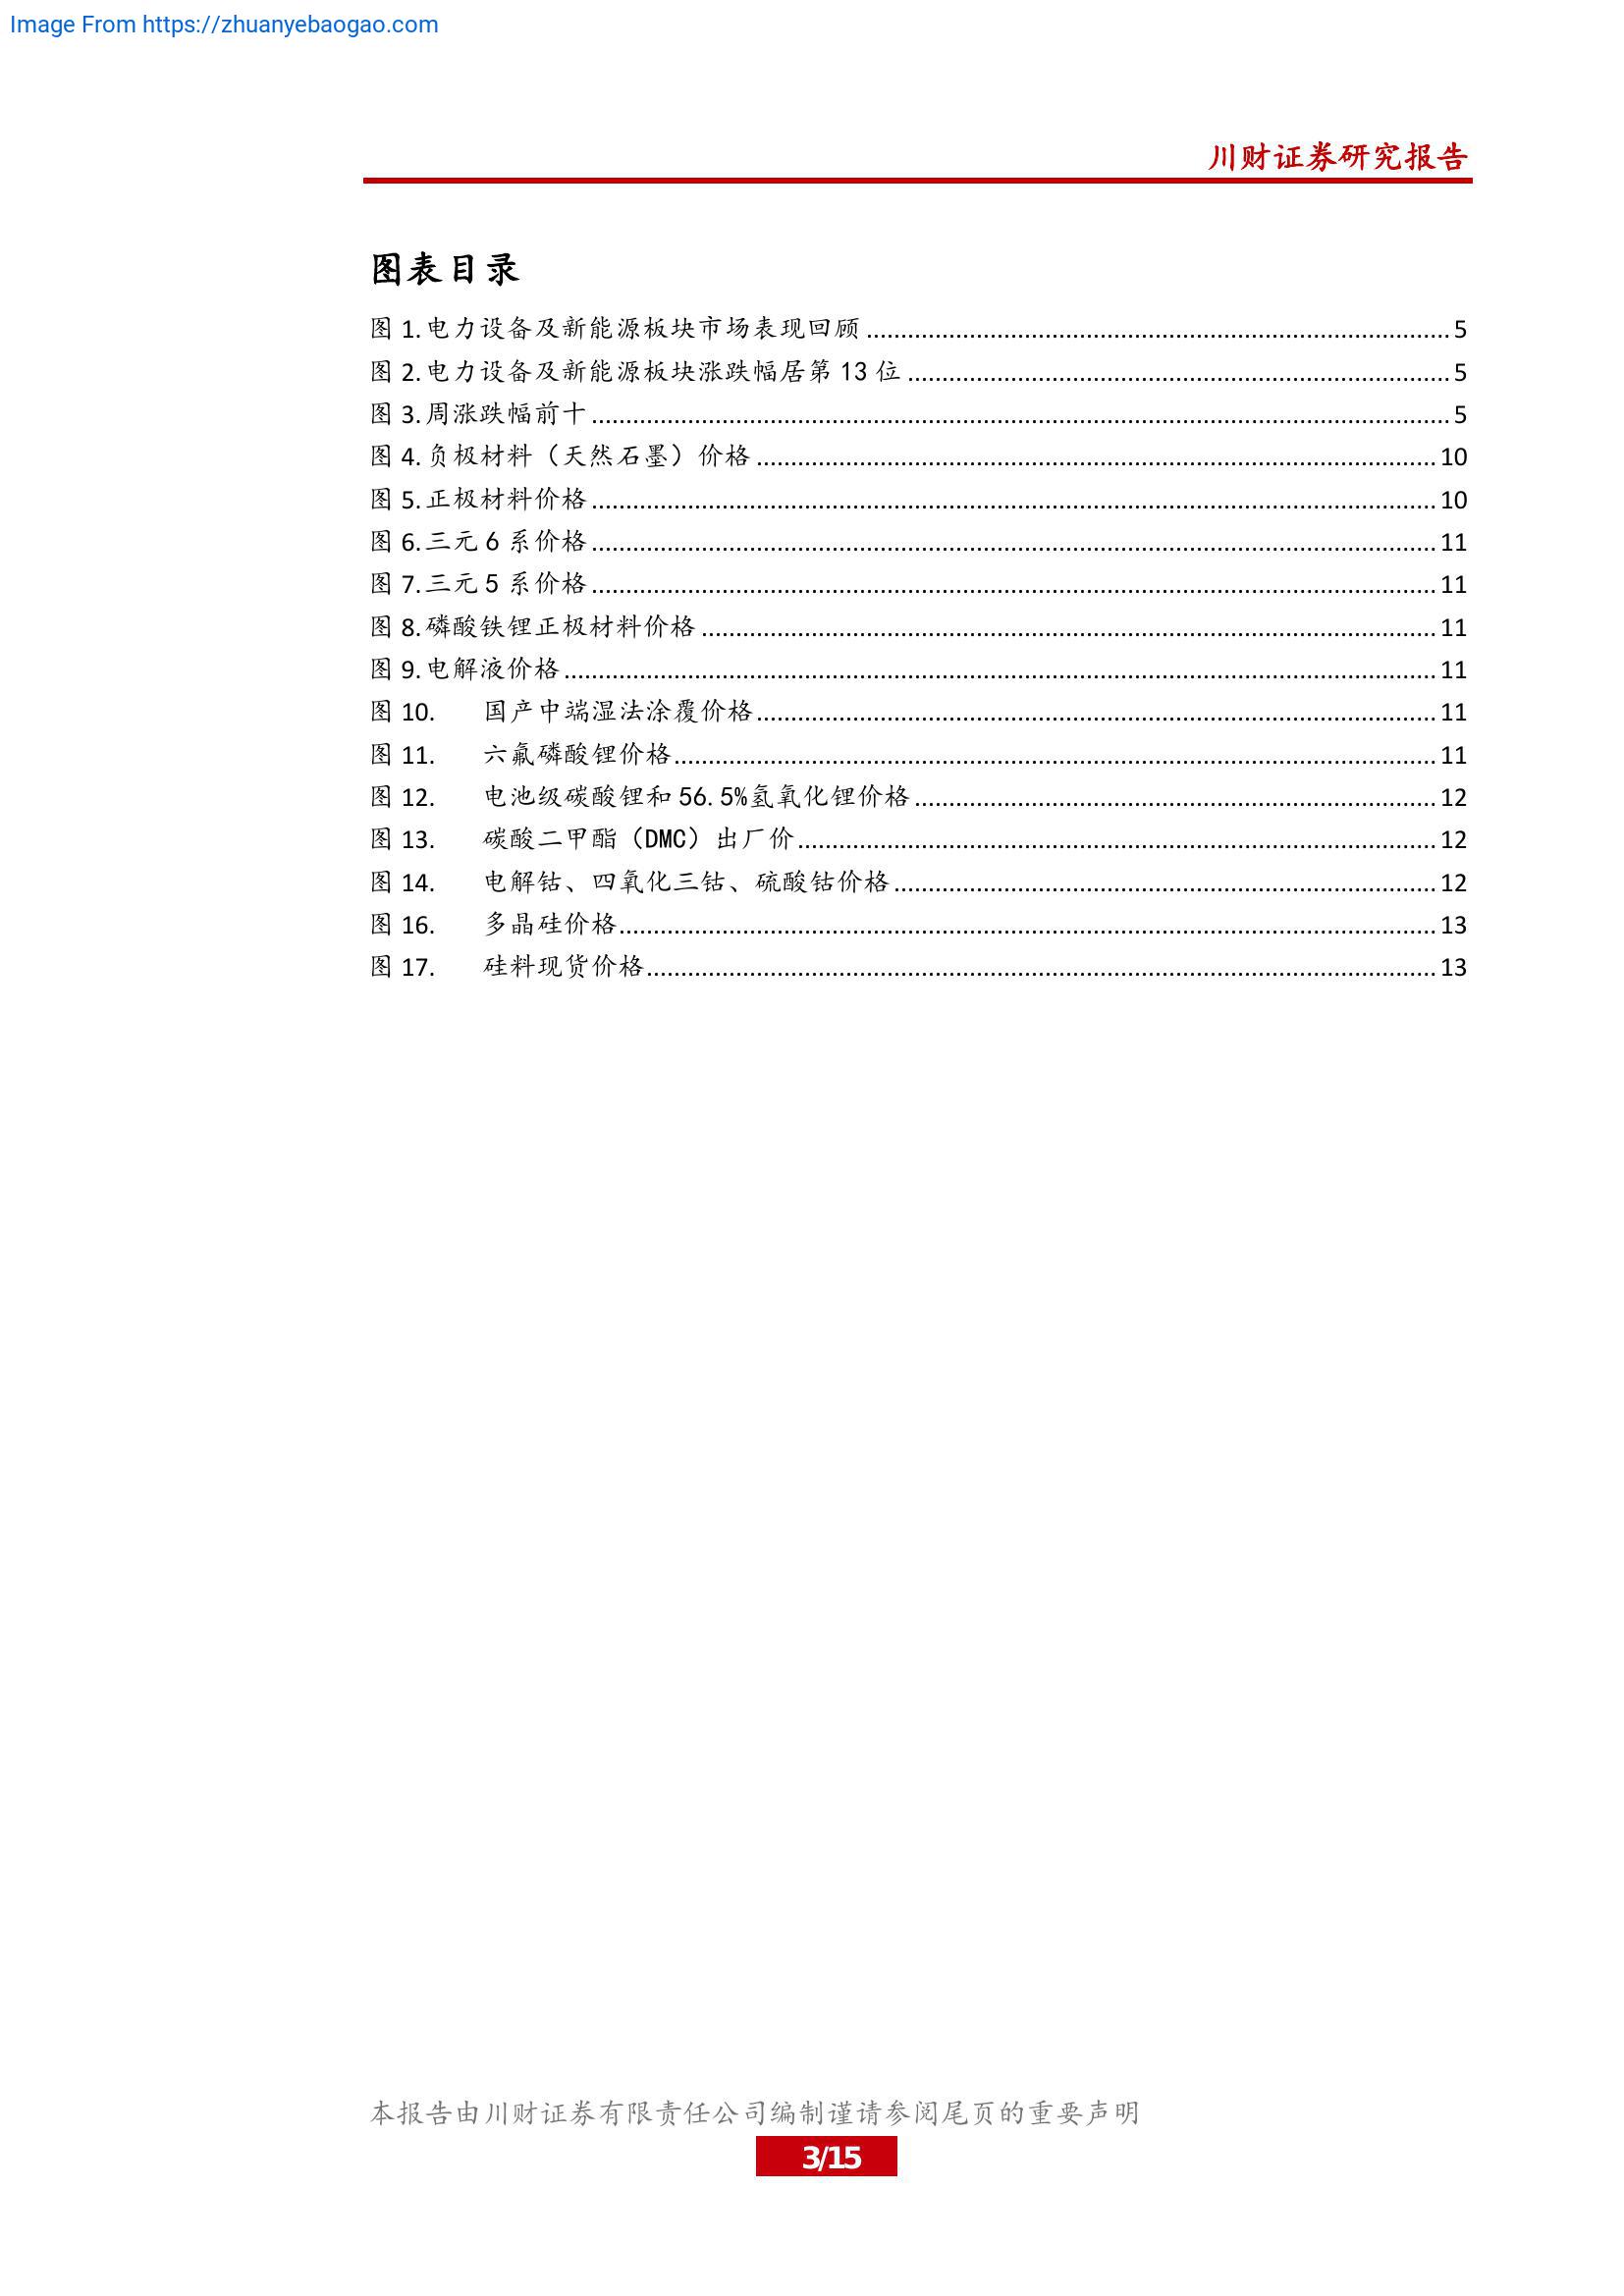 Image From https://zhuanyebaogao.com
川财证券研究报告
图表目录
图 1. 电力设备及新能源板块市场表现回顾 5
图 2. 电力设备及新能源板块涨跌幅居第 13 位 5
图 3. 周涨跌幅前十 5
图 4. 负极材料（天然石墨）价格 10
图 5. 正极材料价格 10
图 6. 三元 6 系价格 11
图 7. 三元 5 系价格 11
图 8. 磷酸铁锂正极材料价格 11
图 9. 电解液价格 11
图 10. 国产中端湿法涂覆价格 11
图 11. 六氟磷酸锂价格 11
图 12. 电池级碳酸锂和 56.5%氢氧化锂价格 12
图 13. 碳酸二甲酯（DMC）出厂价 12
图 14. 电解钴、四氧化三钴、硫酸钴价格 12
图 16. 多晶硅价格 13
图 17. 硅料现货价格 13
本报告由川财证券有限责任公司编制谨请参阅尾页的重要声明
3/15